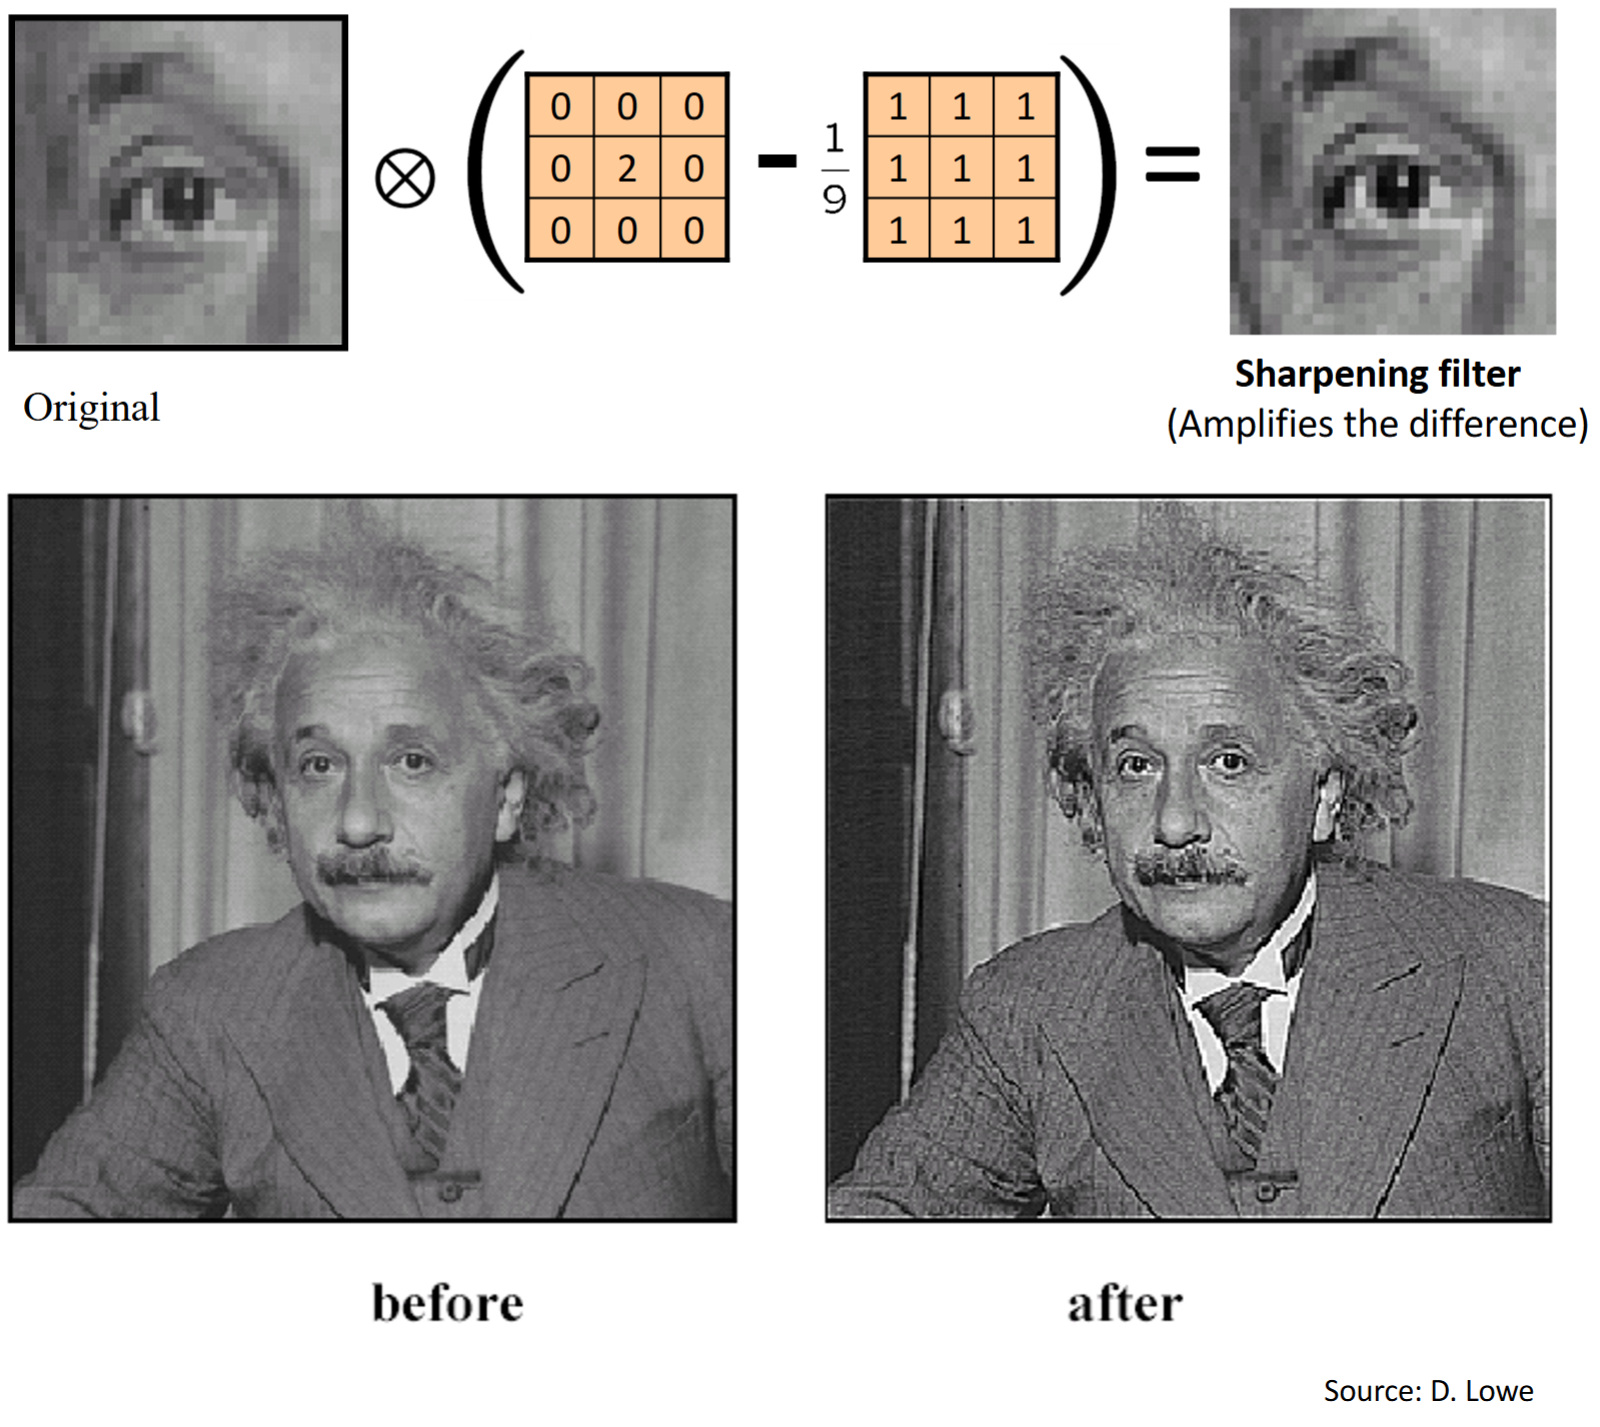 0 0 0 1 1 1
0 2 0 - 1/9 1 1 1 =
0 0 0 1 1 1
Original
Sharpening filter
(Amplifies the difference)
before after
Source: D. Lowe